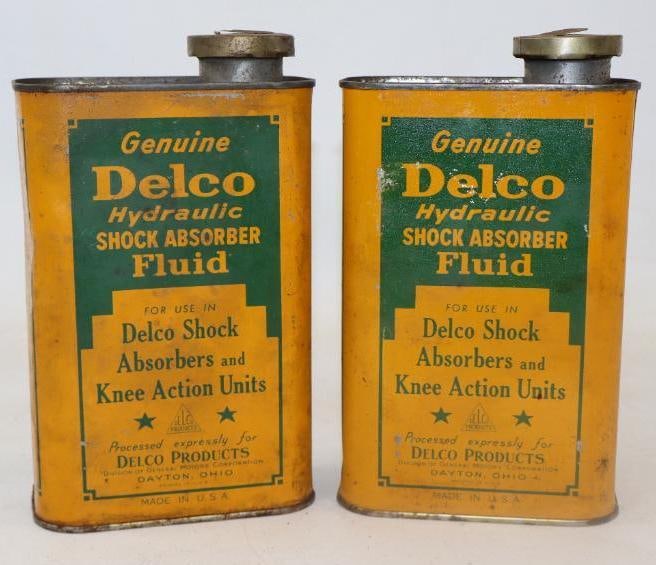 Genuine
Delco
Hydraulic
SHOCK ABSORBER
Fluid
FOR USE IN
Delco Shock
Absorbers and
Knee Action Units
PRODUCTS
Processed expressly for
DELCO PRODUCTS
DIVISION OF GENERAL MOTORS CORPORATION
DAYTON, OHIO
MADE IN U.S.A.
Genuine
Delco
Hydraulic
SHOCK ABSORBER
Fluid
FOR USE IN
Delco Shock
Absorbers and
Knee Action Units
PRODUCTS
Processed expressly for
DELCO PRODUCTS
DIVISION OF GENERAL MOTORS CORPORATION
DAYTON, OHIO
MADE IN U.S.A.